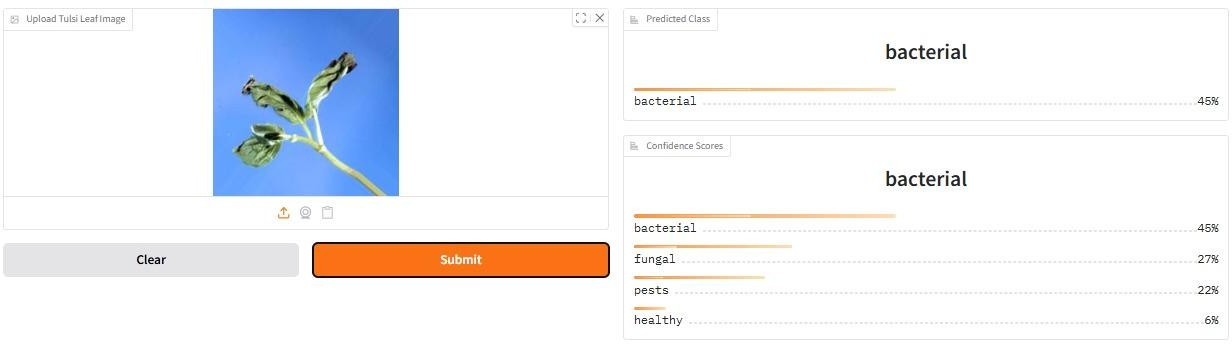 Upload Tulsi Leaf Image
Clear
Submit
Predicted Class
bacterial
bacterial 45%
Confidence Scores
bacterial
bacterial 45%
fungal 27%
pests 22%
healthy 6%